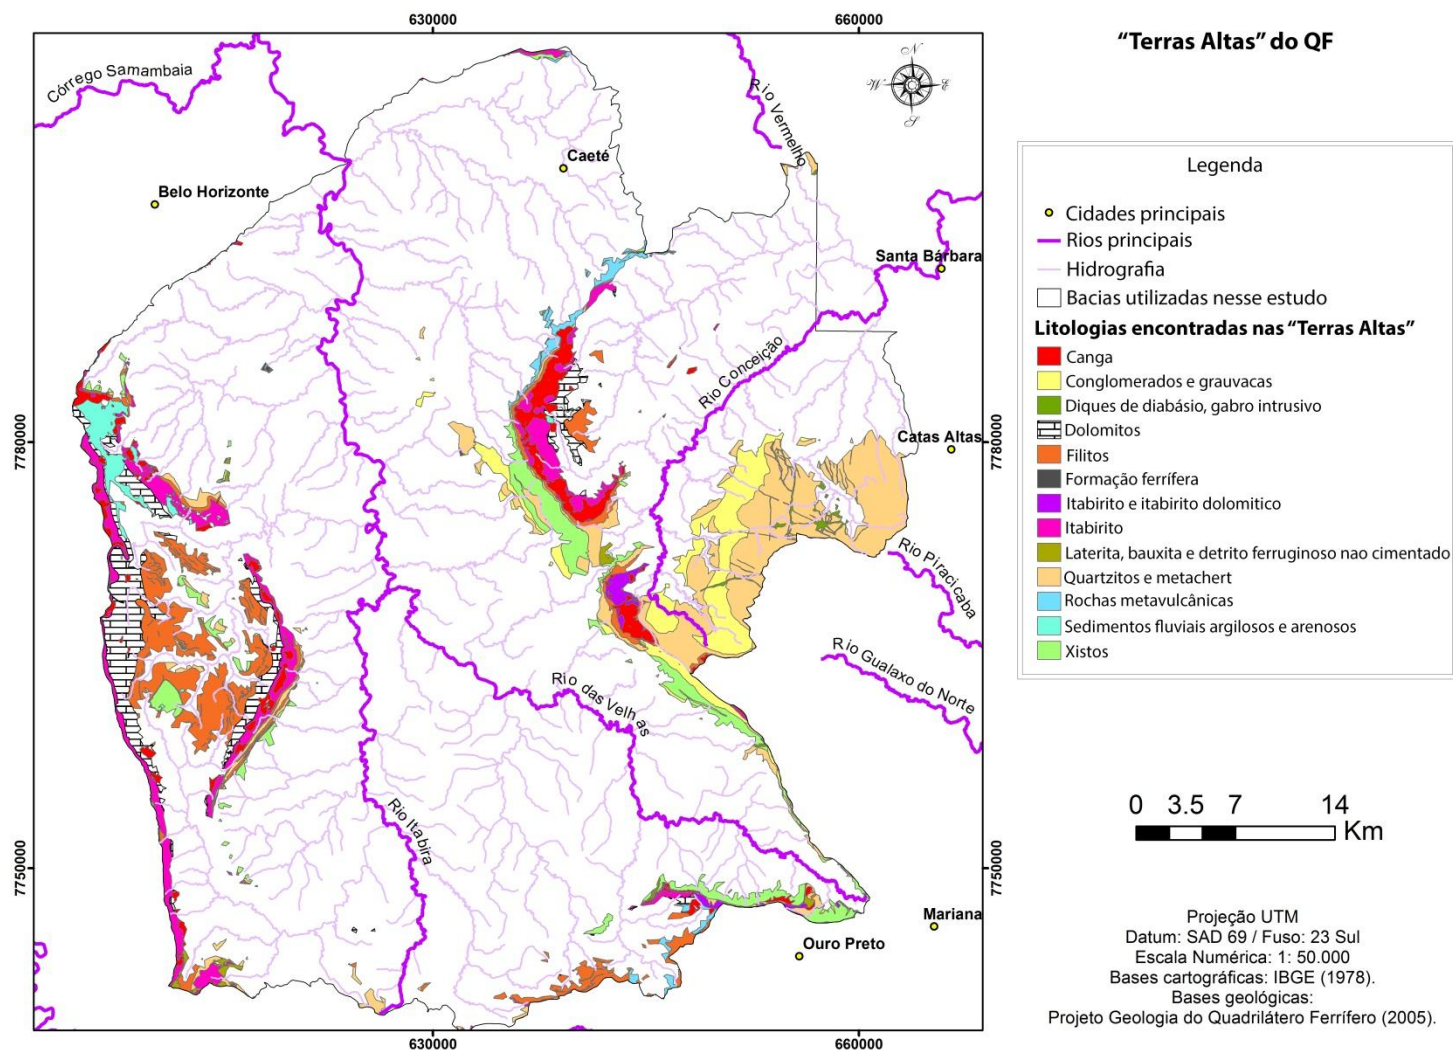 630000
660000
"Terras Altas" do QF
N
W
E
S
Córrego Samambaia
Rio Vermelho
Caeté
Belo Horizonte
Santa Bárbara
Rio Conceição
Catas Altas
7780000
7780000
Rio Piracicaba
Rio Gualaxo do Norte
Rio das Velhas
Rio Itabira
7750000
7750000
Mariana
Ouro Preto
630000
660000
Legenda
Cidades principais
Rios principais
Hidrografia
Bacias utilizadas nesse estudo
Litologias encontradas nas "Terras Altas"
Canga
Conglomerados e grauvacas
Diques de diabásio, gabro intrusivo
Dolomitos
Filitos
Formação ferrífera
Itabirito e itabirito dolomitico
Itabirito
Laterita, bauxita e detrito ferruginoso nao cimentado
Quartzitos e metachert
Rochas metavulcânicas
Sedimentos fluviais argilosos e arenosos
Xistos
0 3.5 7 14
Km
Projeção UTM
Datum: SAD 69 / Fuso: 23 Sul
Escala Numérica: 1: 50.000
Bases cartográficas: IBGE (1978).
Bases geológicas:
Projeto Geologia do Quadrilátero Ferrífero (2005).